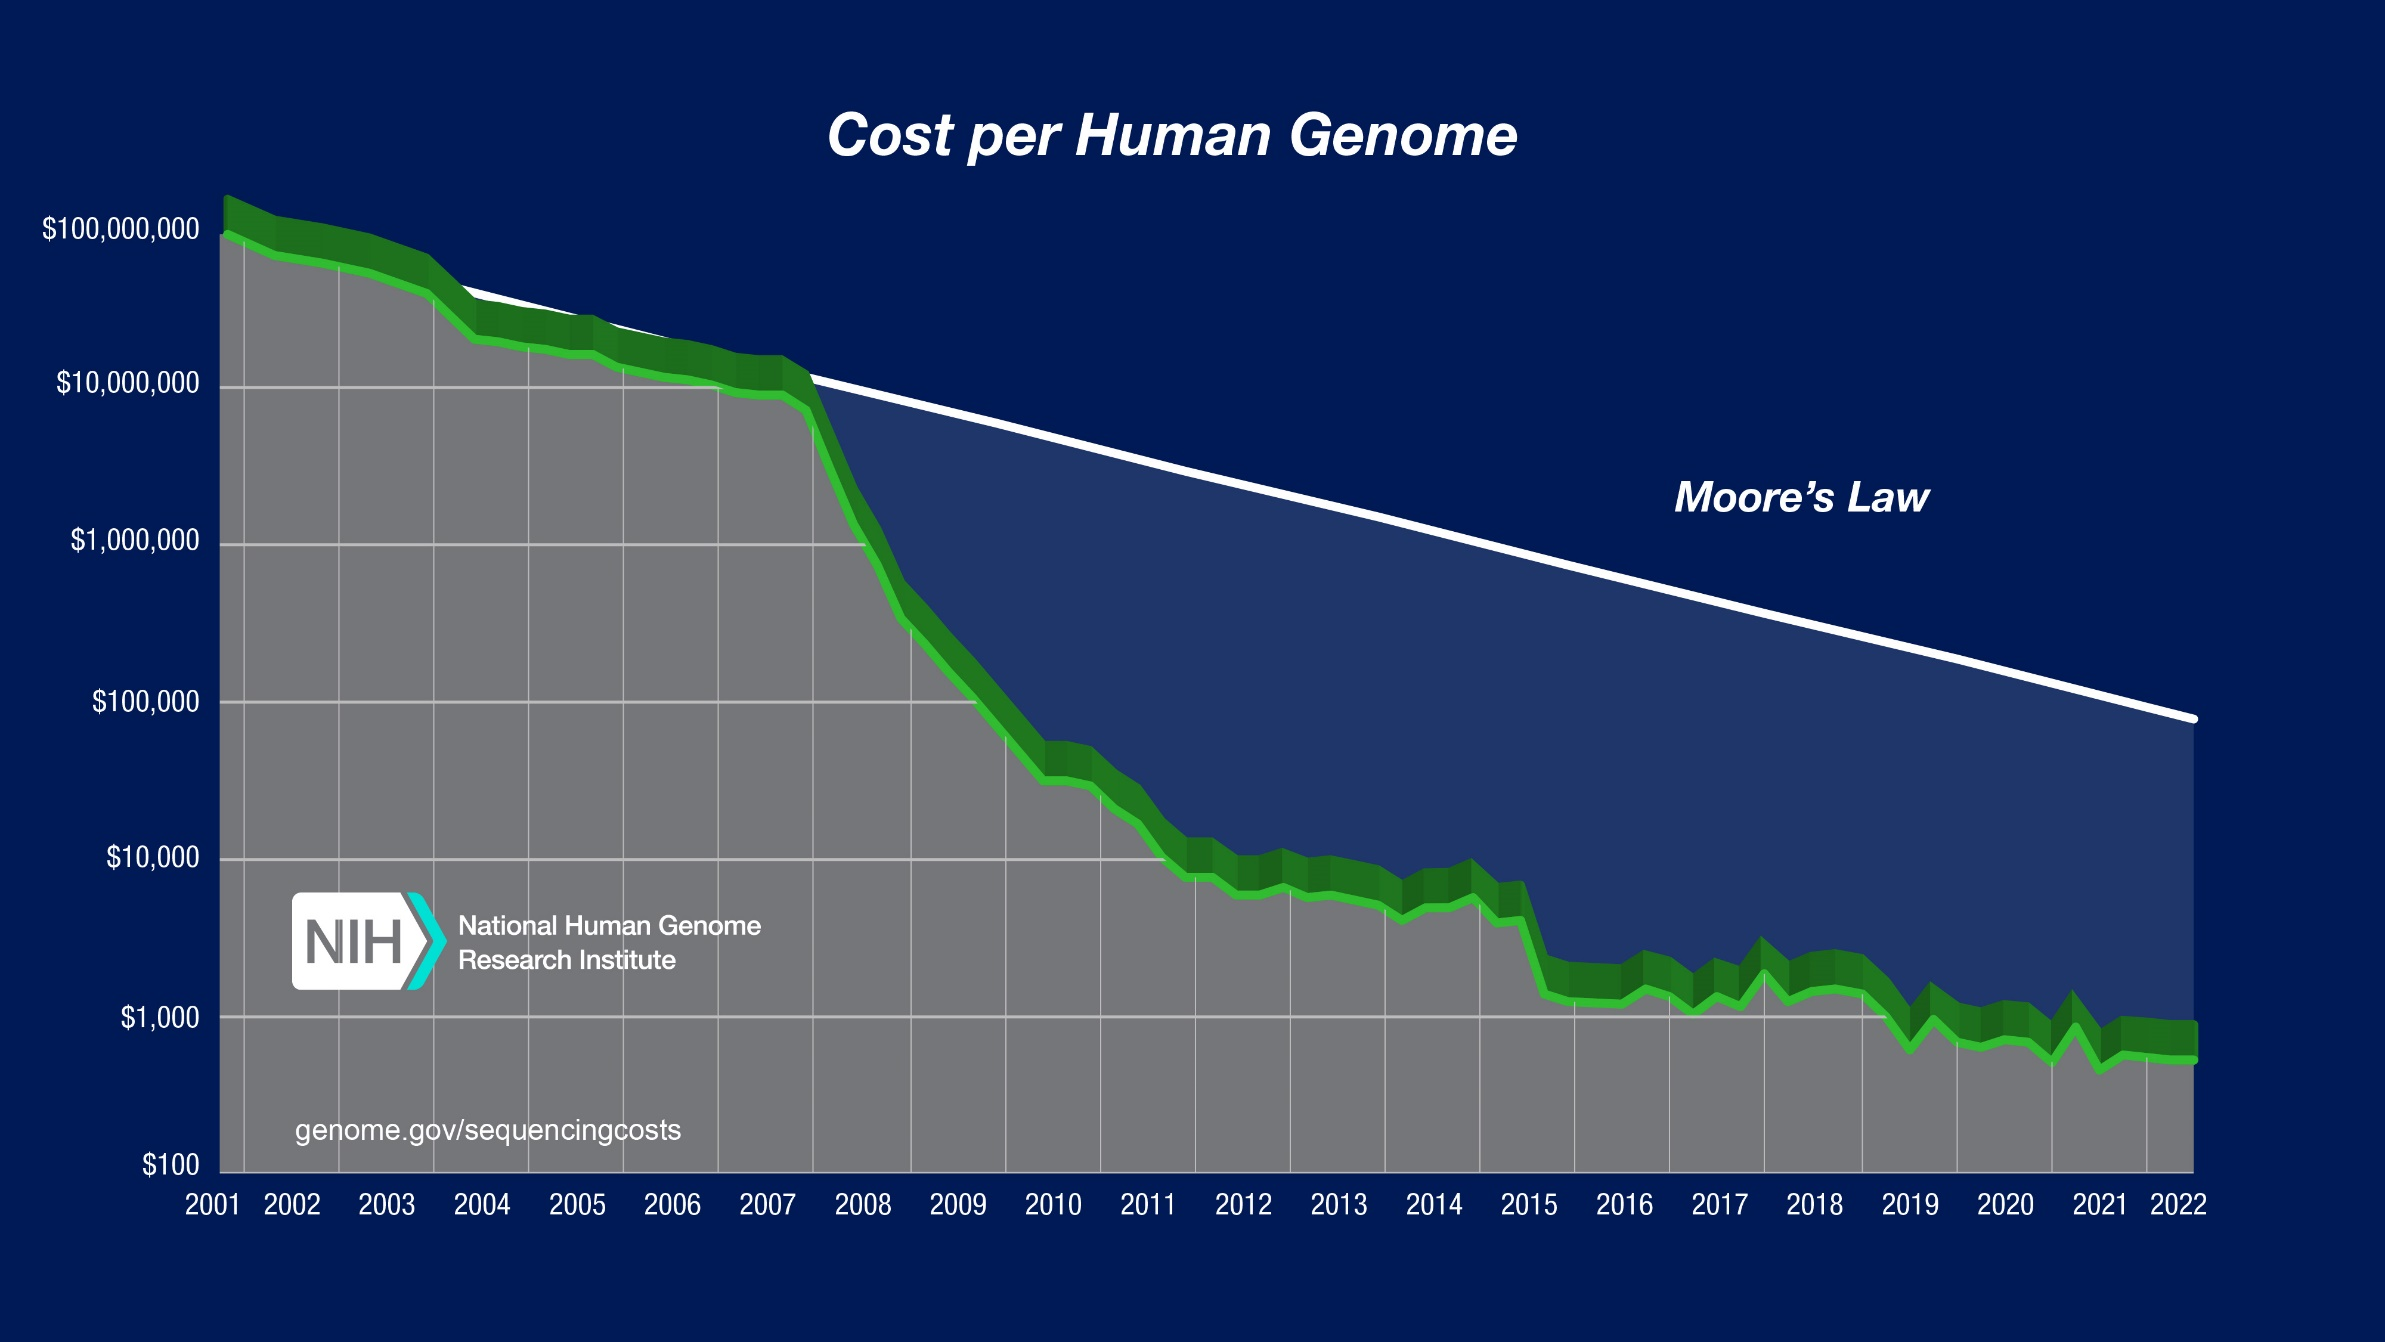 Cost per Human Genome
$100,000,000
$10,000,000
$1,000,000
$100,000
$10,000
$1,000
$100
Moore’s Law
NIH
National Human Genome
Research Institute
genome.gov/sequencingcosts
2001 2002 2003 2004 2005 2006 2007 2008 2009 2010 2011 2012 2013 2014 2015 2016 2017 2018 2019 2020 2021 2022